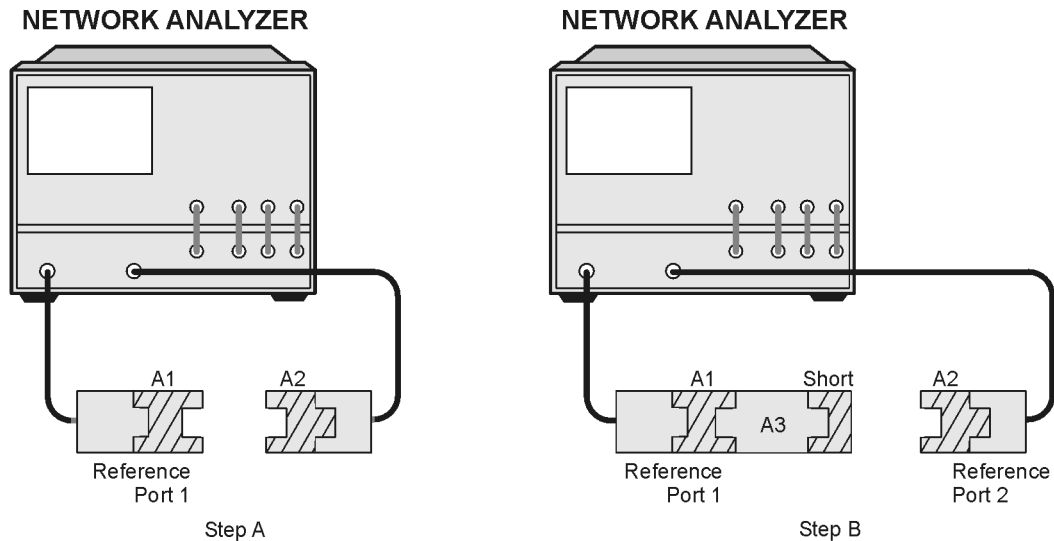 NETWORK ANALYZER
A1
A2
Reference
Port 1
Step A
NETWORK ANALYZER
A1
Short
A2
A3
Reference
Port 1
Reference
Port 2
Step B